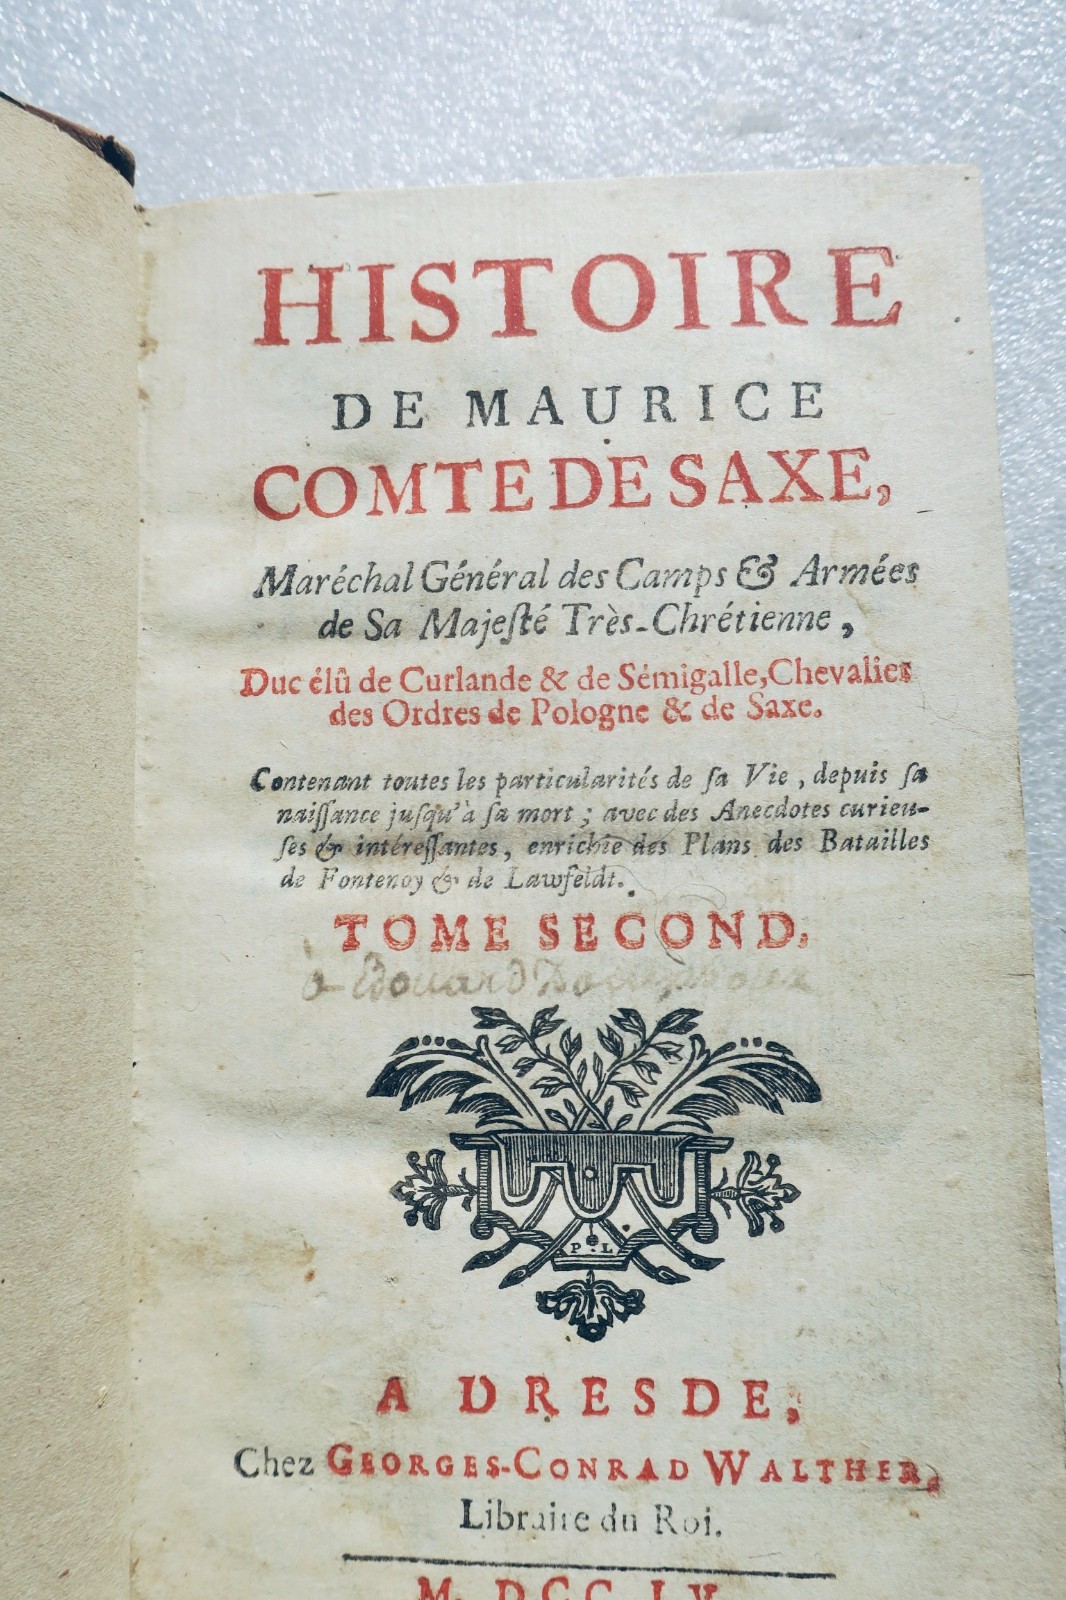 HISTOIRE
DE MAURICE
COMTE DE SAXE,
Maréchal Général des Camps & Armées
de Sa Majeſté Très-Chrétienne,
Duc élû de Curlande & de Sémigalle, Chevalier
des Ordres de Pologne & de Saxe.
Contenant toutes les particularités de ſa Vie, depuis ſa
naiſſance juſqu'à ſa mort; avec des Anecdotes curieu-
ſes & intéreſſantes, enrichie des Plans des Batailles
de Fontenoy & de Lawfeldt.
TOME SECOND.
à Edouard
P. L.
A DRESDE,
Chez GEORGES-CONRAD WALTHER,
Libraire du Roi.
M. DCC. LV.